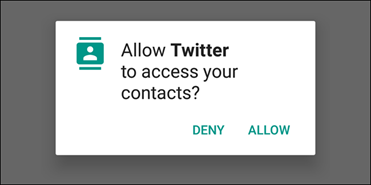 Allow Twitter
to access your
contacts?
DENY ALLOW